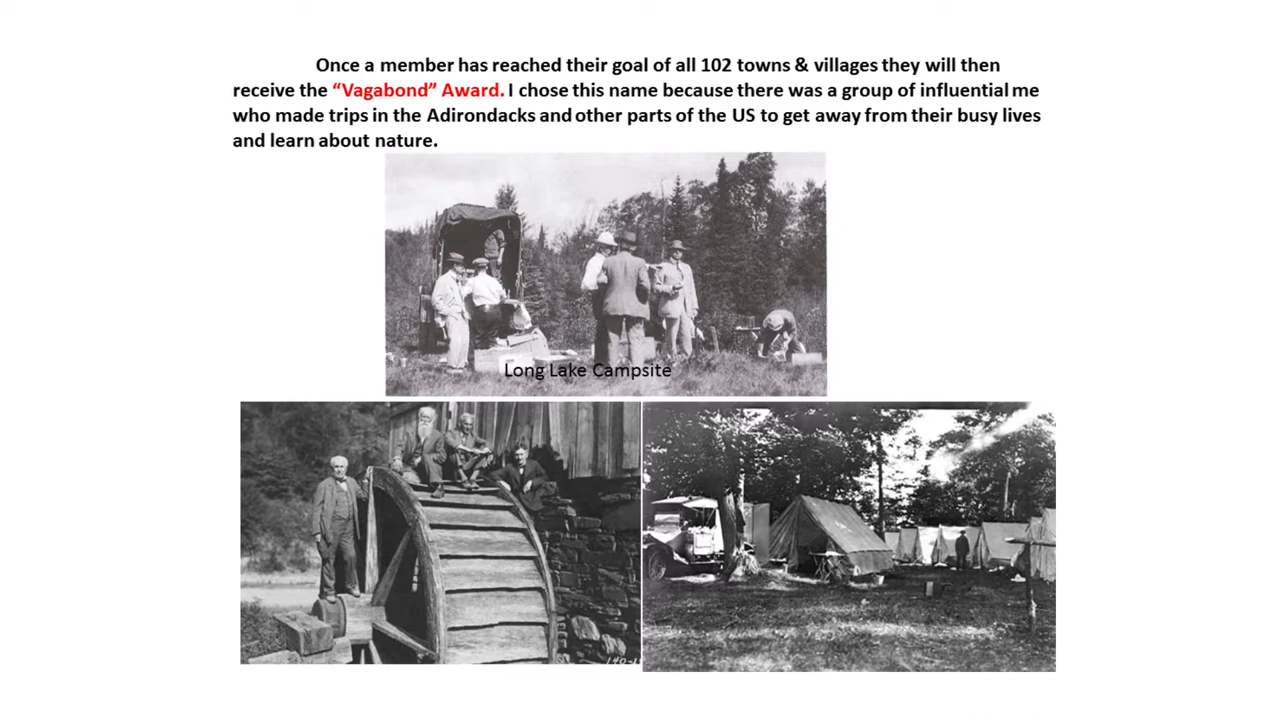 Once a member has reached their goal of all 102 towns & villages they will then
receive the “Vagabond” Award. I chose this name because there was a group of influential me
who made trips in the Adirondacks and other parts of the US to get away from their busy lives
and learn about nature.
Long Lake Campsite